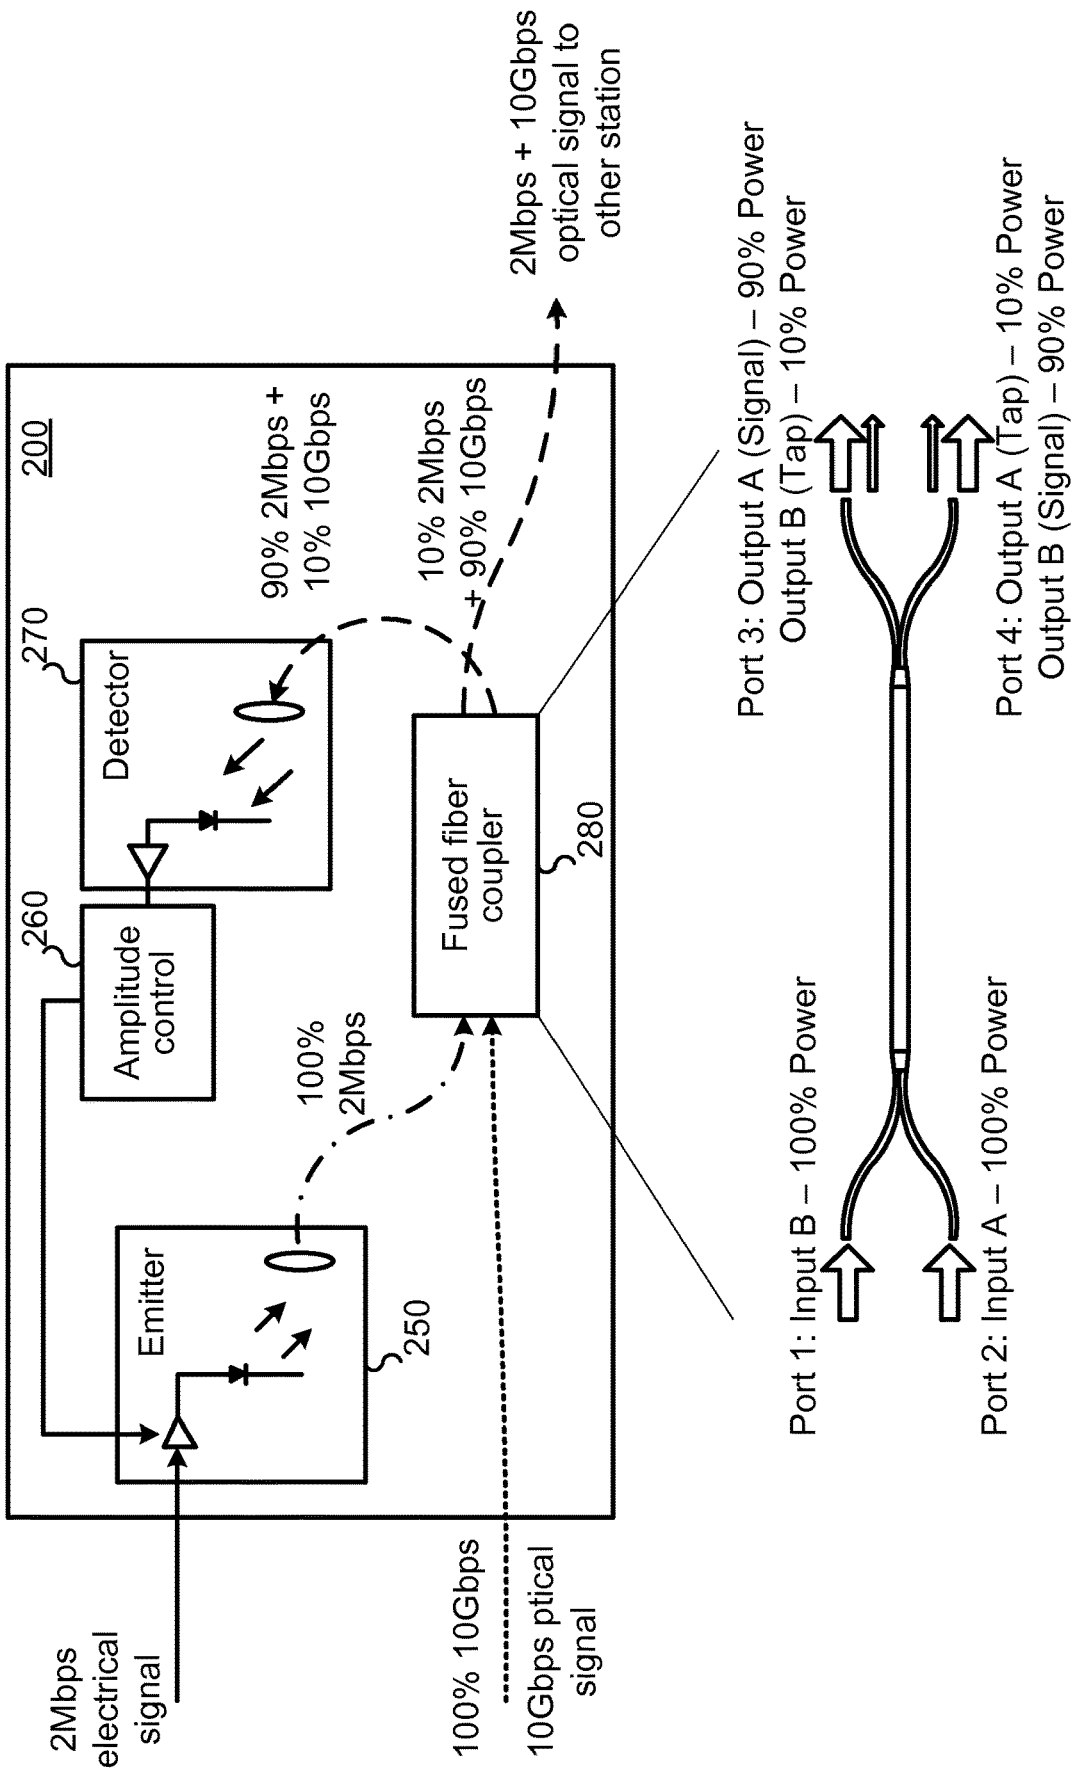 200
2Mbps
electrical
signal
Emitter
250
Amplitude
control
260
Detector
270
100%
2Mbps
90% 2Mbps +
10% 10Gbps
10% 2Mbps
+ 90% 10Gbps
Fused fiber
coupler
280
100% 10Gbps
10Gbps ptical
signal
2Mbps + 10Gbps
optical signal to
other station
Port 1: Input B – 100% Power
Port 2: Input A – 100% Power
Port 3: Output A (Signal) – 90% Power
Output B (Tap) – 10% Power
Port 4: Output A (Tap) – 10% Power
Output B (Signal) – 90% Power